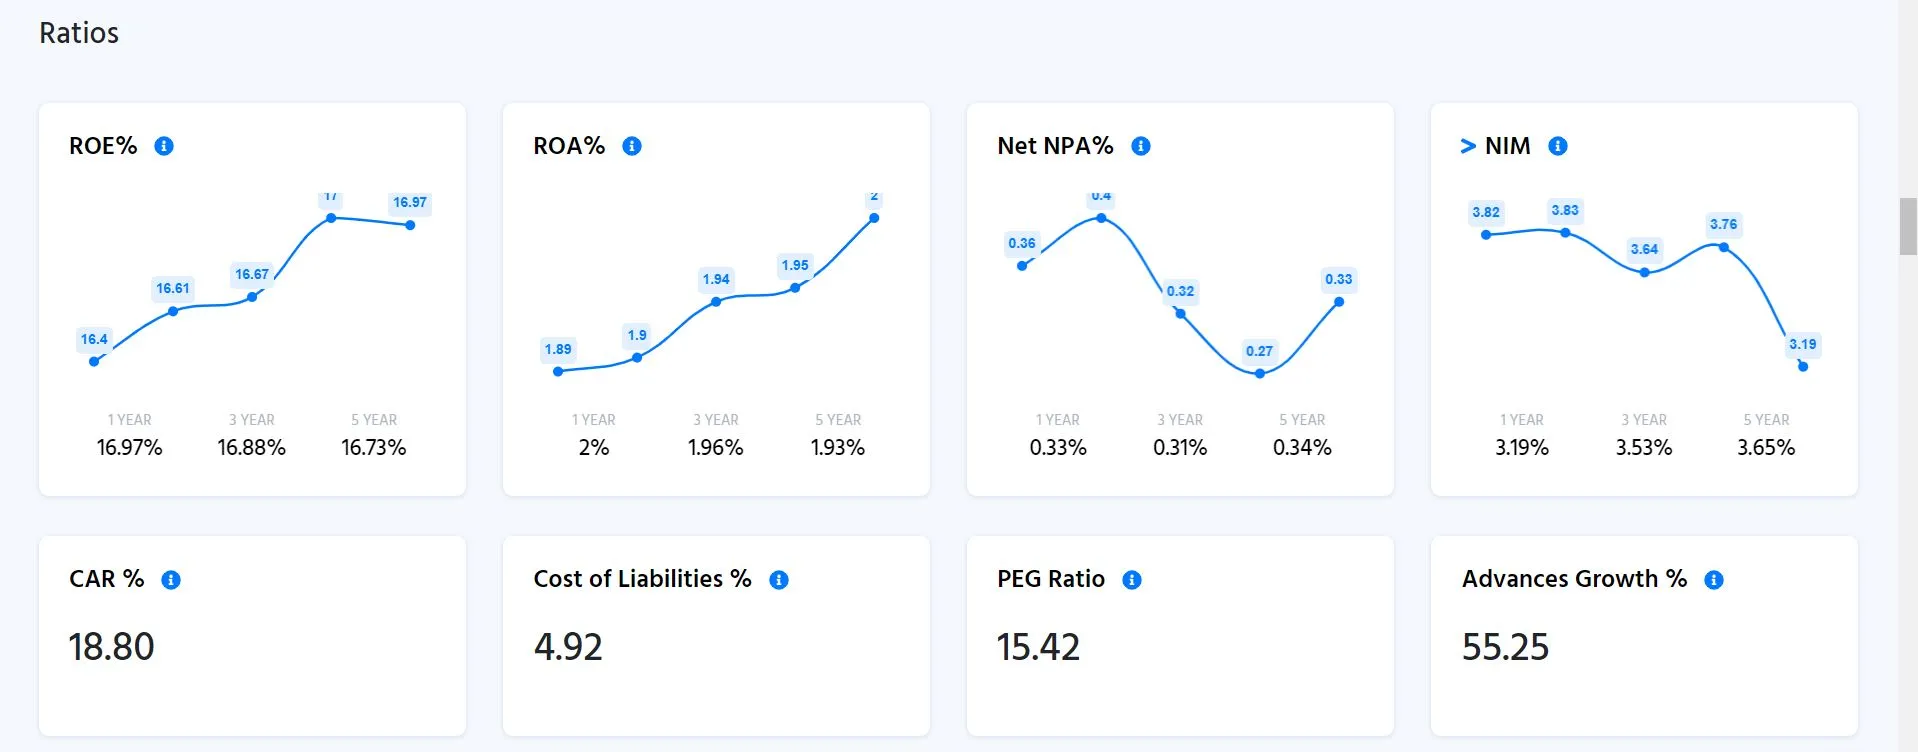 Ratios
ROE%
17
16.97
16.67
16.61
16.4
1 YEAR 3 YEAR 5 YEAR
16.97% 16.88% 16.73%
ROA%
2
1.95
1.94
1.9
1.89
1 YEAR 3 YEAR 5 YEAR
2% 1.96% 1.93%
Net NPA%
0.4
0.36
0.32
0.33
0.27
1 YEAR 3 YEAR 5 YEAR
0.33% 0.31% 0.34%
> NIM
3.82
3.83
3.64
3.76
3.19
1 YEAR 3 YEAR 5 YEAR
3.19% 3.53% 3.65%
CAR %
18.80
Cost of Liabilities %
4.92
PEG Ratio
15.42
Advances Growth %
55.25